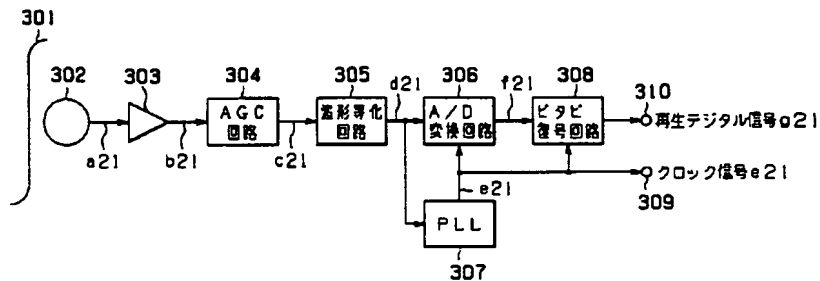 301
302
303
304
305
d21
306
f21
308
310
AGC
回路
波形等化
回路
A/D
変換回路
ビタビ
復号回路
再生デジタル信号g21
a21
b21
c21
クロック信号e21
e21
309
PLL
307